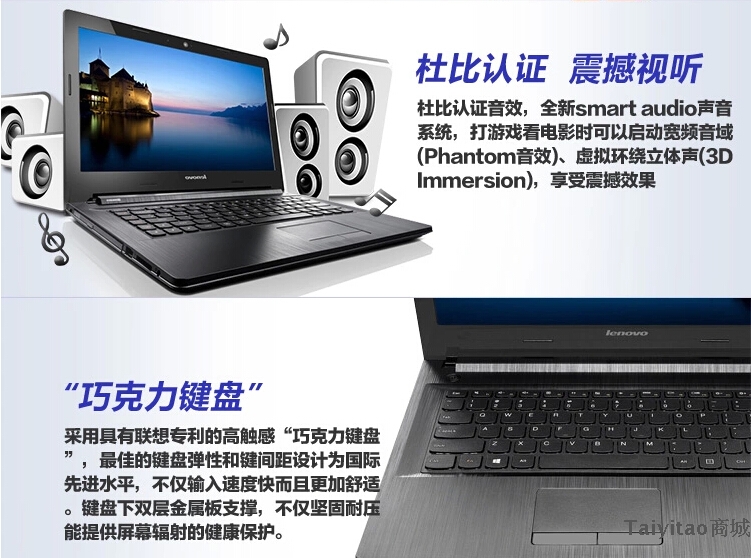 杜比认证 震撼视听
杜比认证音效，全新smart audio声音
系统，打游戏看电影时可以启动宽频音域
(Phantom音效)、虚拟环绕立体声(3D
Immersion)，享受震撼效果
lenovo
lenovo
“巧克力键盘”
采用具有联想专利的高触感“巧克力键盘
”，最佳的键盘弹性和键间距设计为国际
先进水平，不仅输入速度快而且更加舒适
。键盘下双层金属板支撑，不仅坚固耐压
能提供屏幕辐射的健康保护。
Q W E R T Y U I O P
A S D F G H J K L
Z X C V B N M
Taiyitao商城